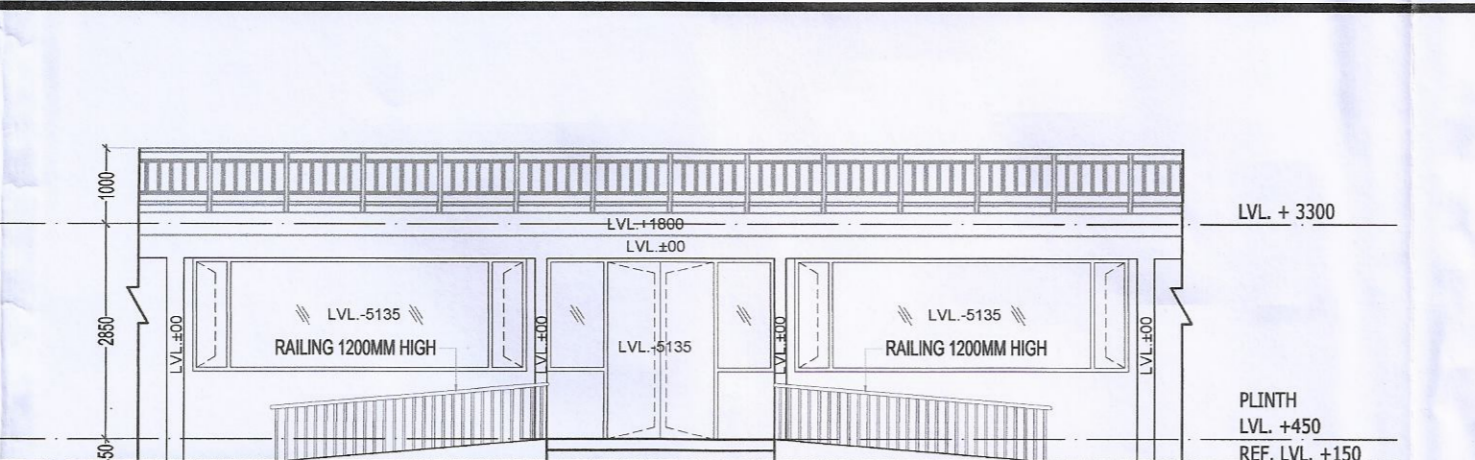 1000
LVL.+1800
LVL. + 3300
LVL.±00
2850
LVL.±00
LVL.-5135
RAILING 1200MM HIGH
LVL.±00
LVL.-5135
LVL.±00
LVL.-5135
RAILING 1200MM HIGH
LVL.±00
PLINTH
LVL. +450
REF. LVL. +150